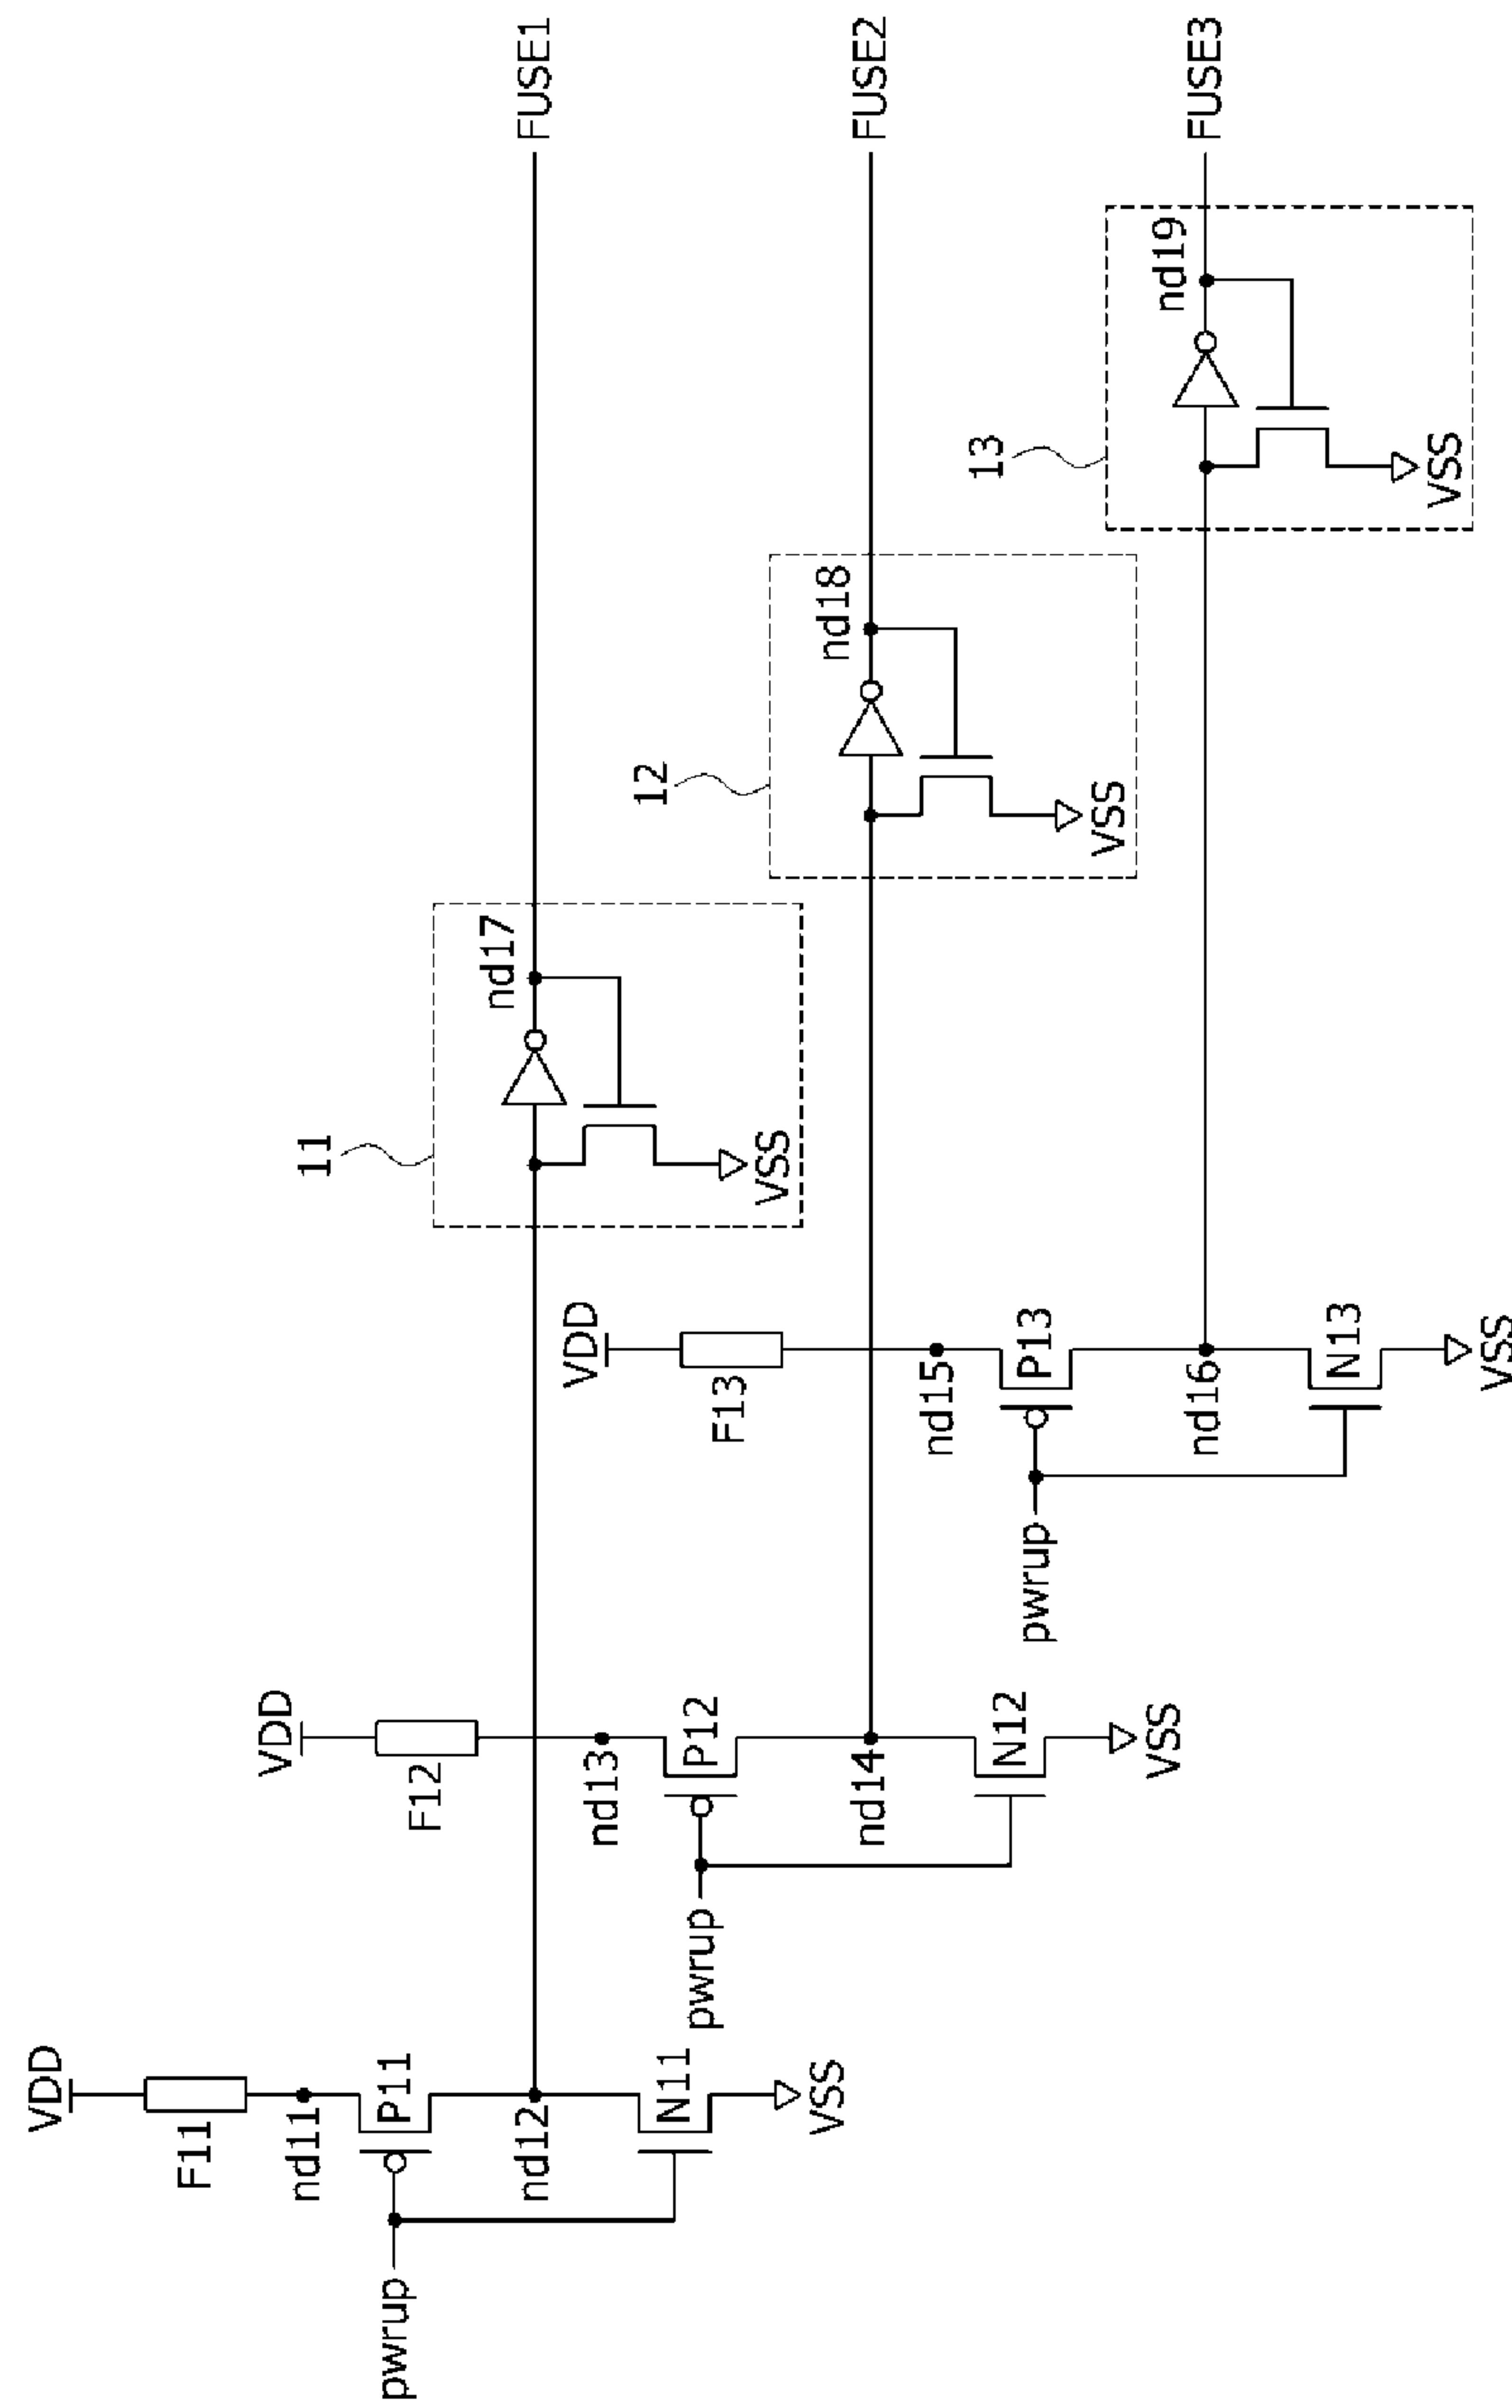 VDD
F11
nd11
pwrup
P11
nd12
N11
VSS
VDD
F12
nd13
pwrup
P12
nd14
N12
VSS
VDD
F13
nd15
pwrup
P13
nd16
N13
VSS
11
nd17
VSS
FUSE1
12
nd18
VSS
FUSE2
13
nd19
VSS
FUSE3